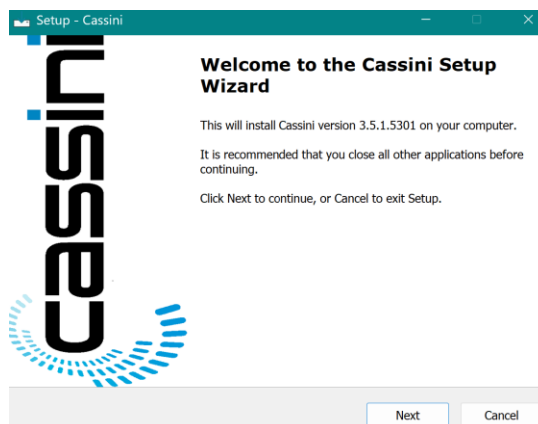 Setup - Cassini
cassini
Welcome to the Cassini Setup
Wizard
This will install Cassini version 3.5.1.5301 on your computer.
It is recommended that you close all other applications before
continuing.
Click Next to continue, or Cancel to exit Setup.
Next
Cancel